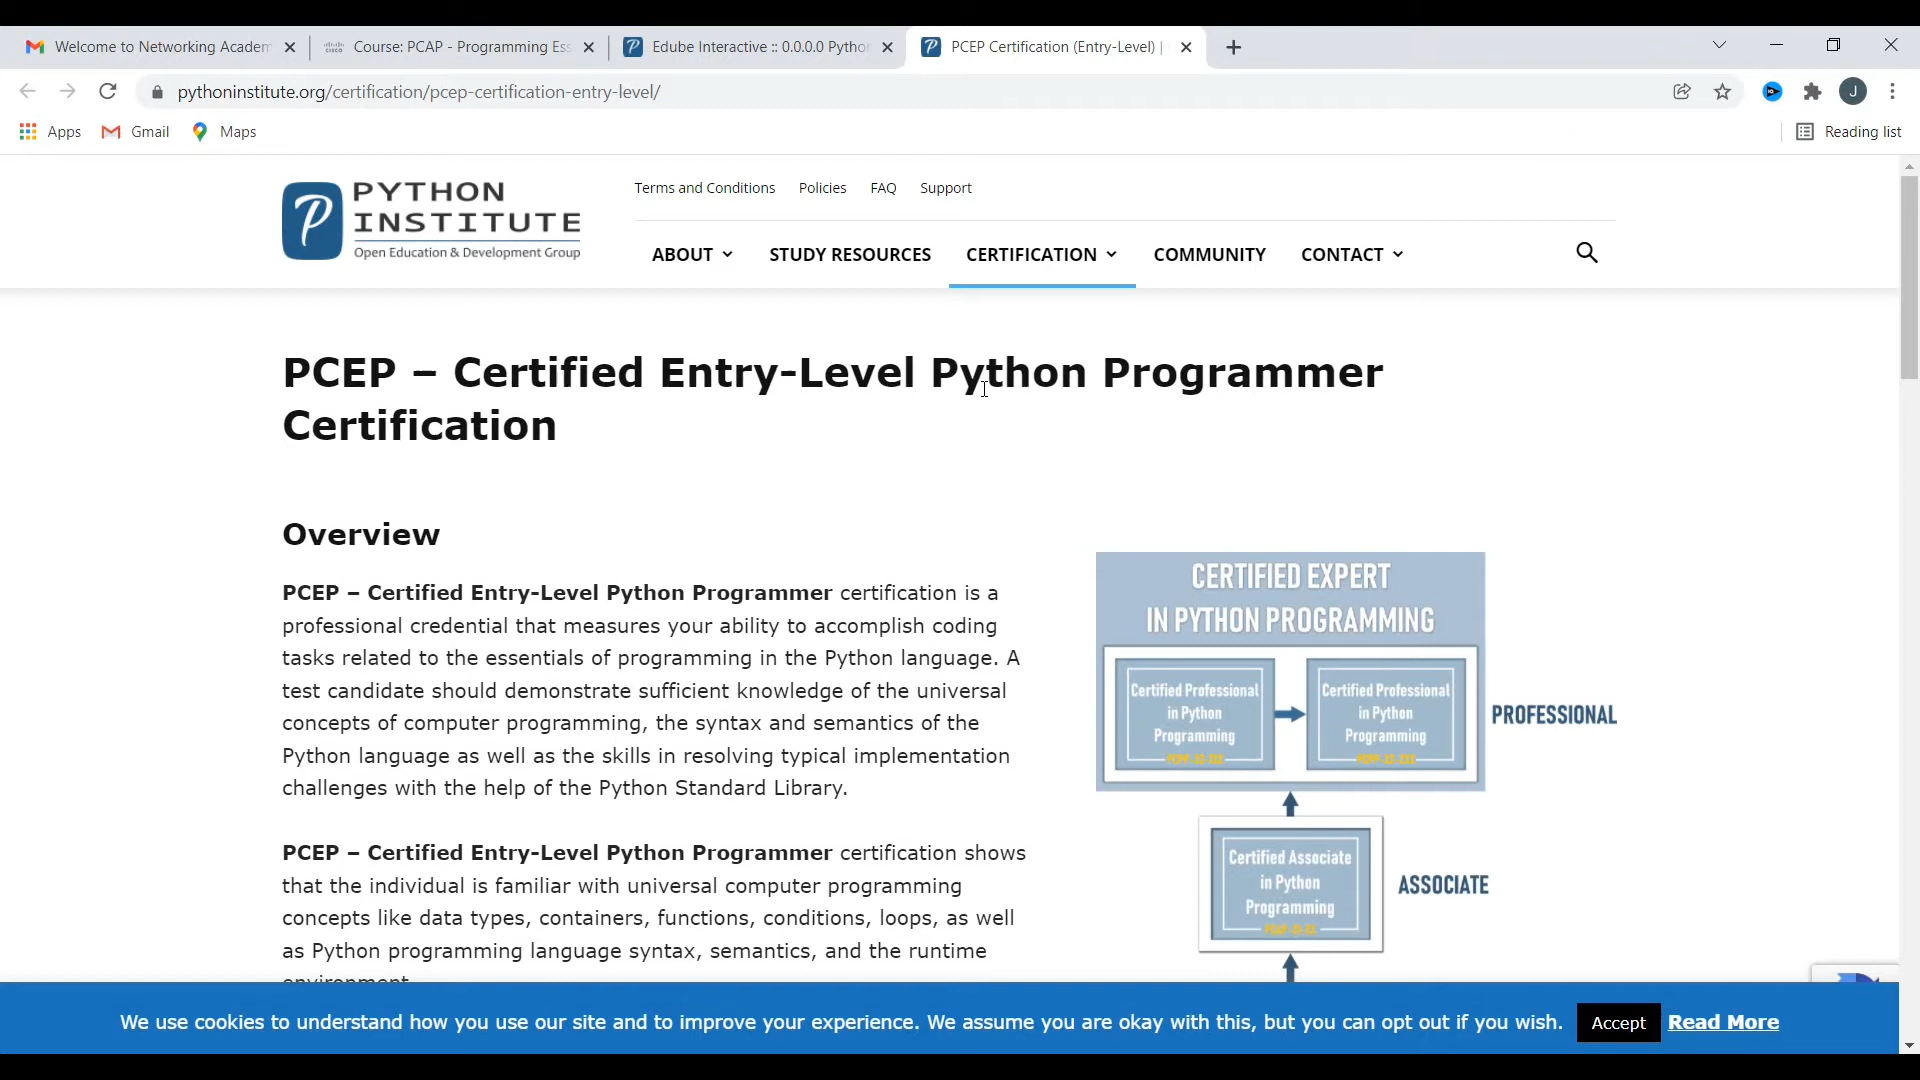 Welcome to Networking Academ
Course: PCAP - Programming Ess
Edube Interactive :: 0.0.0.0 Pytho
PCEP Certification (Entry-Level) |
pythoninstitute.org/certification/pcep-certification-entry-level/
J
Apps
Gmail
Maps
Reading list
PYTHON
INSTITUTE
Open Education & Development Group
Terms and Conditions
Policies
FAQ
Support
ABOUT
STUDY RESOURCES
CERTIFICATION
COMMUNITY
CONTACT
PCEP – Certified Entry-Level Python Programmer
Certification
Overview
PCEP – Certified Entry-Level Python Programmer certification is a
professional credential that measures your ability to accomplish coding
tasks related to the essentials of programming in the Python language. A
test candidate should demonstrate sufficient knowledge of the universal
concepts of computer programming, the syntax and semantics of the
Python language as well as the skills in resolving typical implementation
challenges with the help of the Python Standard Library.
PCEP – Certified Entry-Level Python Programmer certification shows
that the individual is familiar with universal computer programming
concepts like data types, containers, functions, conditions, loops, as well
as Python programming language syntax, semantics, and the runtime
environment
CERTIFIED EXPERT
IN PYTHON PROGRAMMING
Certified Professional
in Python
Programming
Certified Professional
in Python
Programming
PROFESSIONAL
Certified Associate
in Python
Programming
ASSOCIATE
We use cookies to understand how you use our site and to improve your experience. We assume you are okay with this, but you can opt out if you wish.
Accept
Read More